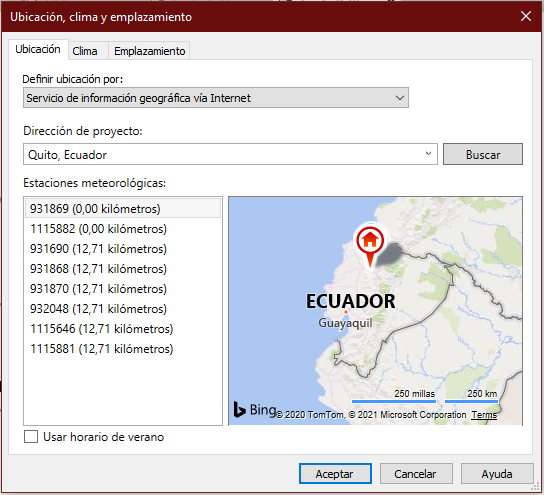 Ubicación, clima y emplazamiento
Ubicación Clima Emplazamiento
Definir ubicación por:
Servicio de información geográfica vía Internet
Dirección de proyecto:
Quito, Ecuador Buscar
Estaciones meteorológicas:
931869 (0,00 kilómetros)
1115882 (0,00 kilómetros)
931690 (12,71 kilómetros)
931868 (12,71 kilómetros)
931870 (12,71 kilómetros)
932048 (12,71 kilómetros)
1115646 (12,71 kilómetros)
1115881 (12,71 kilómetros)
ECUADOR
Guayaquil
250 millas 250 km
Bing © 2020 TomTom, © 2021 Microsoft Corporation Terms
Usar horario de verano
Aceptar Cancelar Ayuda